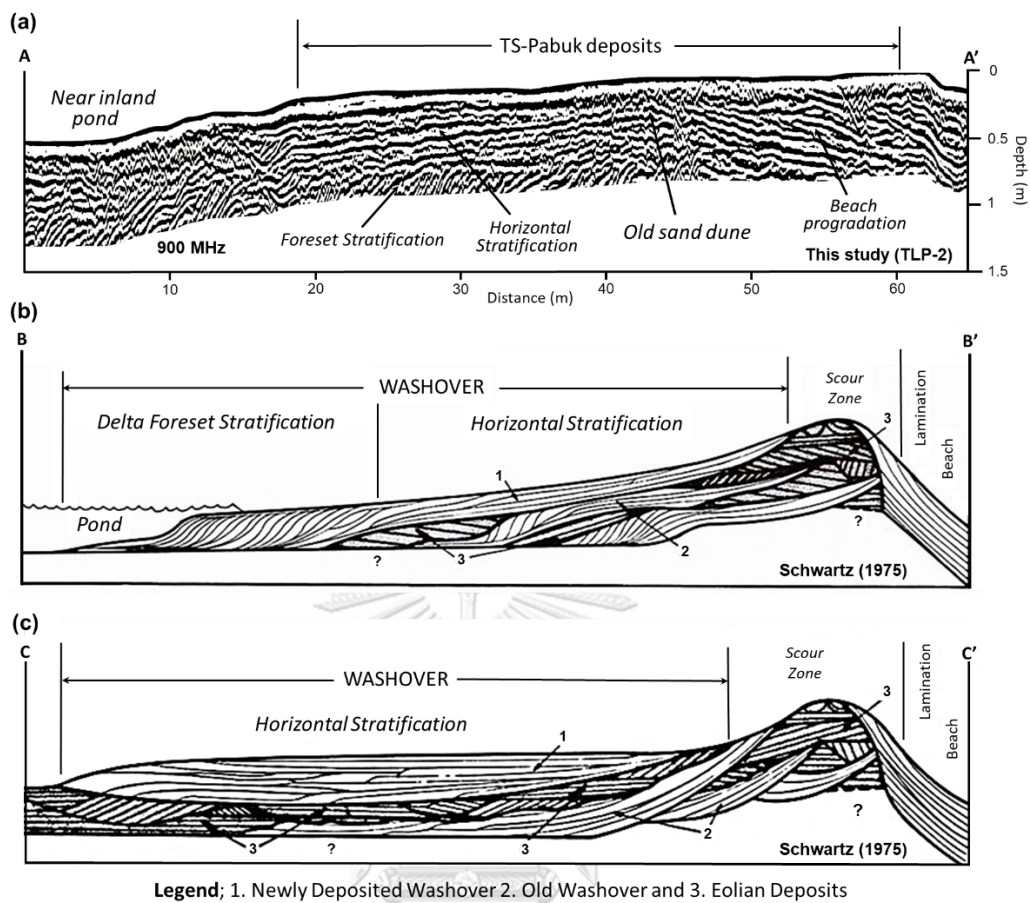 (a)
A
TS-Pabuk deposits
A'
Near inland
pond
0
0.5
1
1.5
Depth (m)
Foreset Stratification
Horizontal
Stratification
Old sand dune
Beach
progradation
900 MHz
This study (TLP-2)
10
20
30
40
50
60
Distance (m)
(b)
B
B'
WASHOVER
Scour
Zone
Lamination
Beach
Delta Foreset Stratification
Horizontal Stratification
3
1
Pond
2
3
?
?
Schwartz (1975)
(c)
C
C'
WASHOVER
Scour
Zone
Lamination
Beach
Horizontal Stratification
3
1
2
3
?
3
?
Schwartz (1975)
Legend; 1. Newly Deposited Washover 2. Old Washover and 3. Eolian Deposits